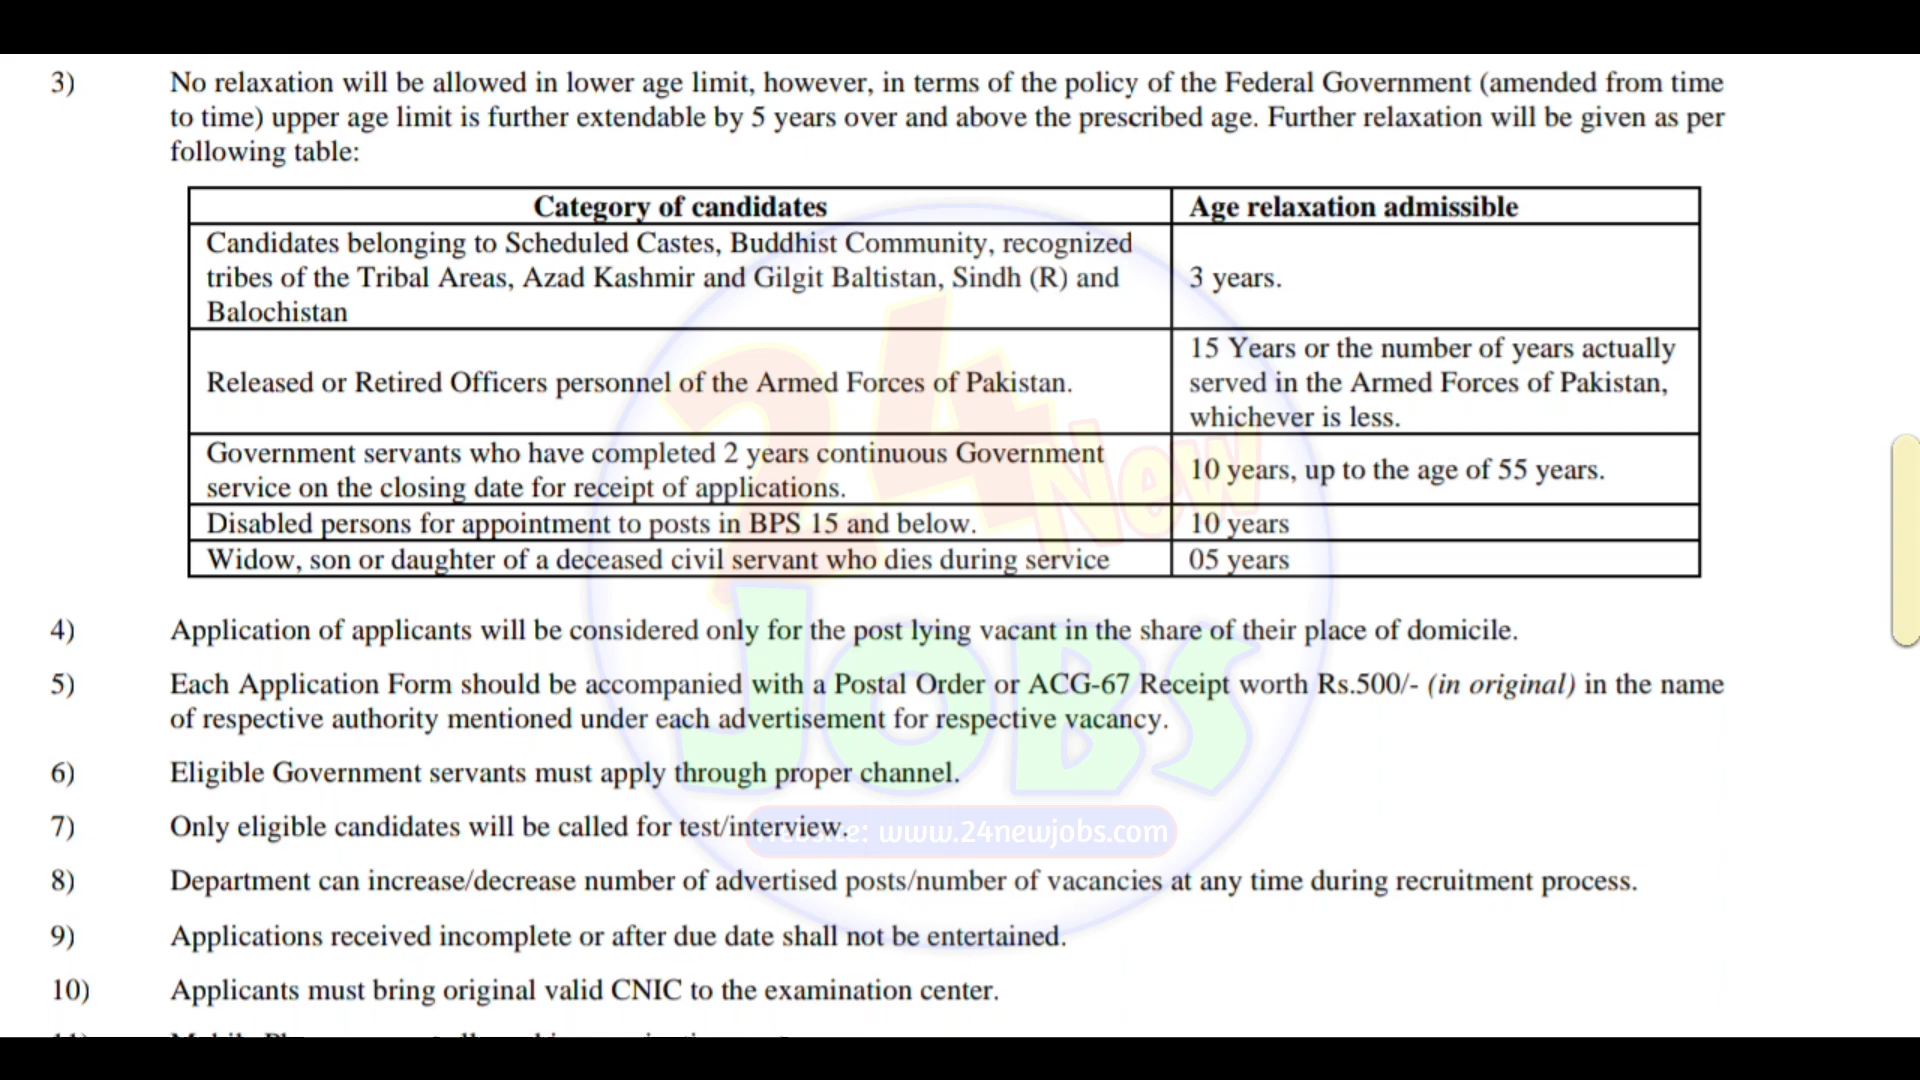 3) No relaxation will be allowed in lower age limit, however, in terms of the policy of the Federal Government (amended from time
to time) upper age limit is further extendable by 5 years over and above the prescribed age. Further relaxation will be given as per
following table:
Category of candidates Age relaxation admissible
Candidates belonging to Scheduled Castes, Buddhist Community, recognized
tribes of the Tribal Areas, Azad Kashmir and Gilgit Baltistan, Sindh (R) and
Balochistan
3 years.
Released or Retired Officers personnel of the Armed Forces of Pakistan.
15 Years or the number of years actually
served in the Armed Forces of Pakistan,
whichever is less.
Government servants who have completed 2 years continuous Government
service on the closing date for receipt of applications.
10 years, up to the age of 55 years.
Disabled persons for appointment to posts in BPS 15 and below. 10 years
Widow, son or daughter of a deceased civil servant who dies during service 05 years
24 New
JOBS
Website: www.24newjobs.com
4) Application of applicants will be considered only for the post lying vacant in the share of their place of domicile.
5) Each Application Form should be accompanied with a Postal Order or ACG-67 Receipt worth Rs.500/- (in original) in the name
of respective authority mentioned under each advertisement for respective vacancy.
6) Eligible Government servants must apply through proper channel.
7) Only eligible candidates will be called for test/interview.
8) Department can increase/decrease number of advertised posts/number of vacancies at any time during recruitment process.
9) Applications received incomplete or after due date shall not be entertained.
10) Applicants must bring original valid CNIC to the examination center.